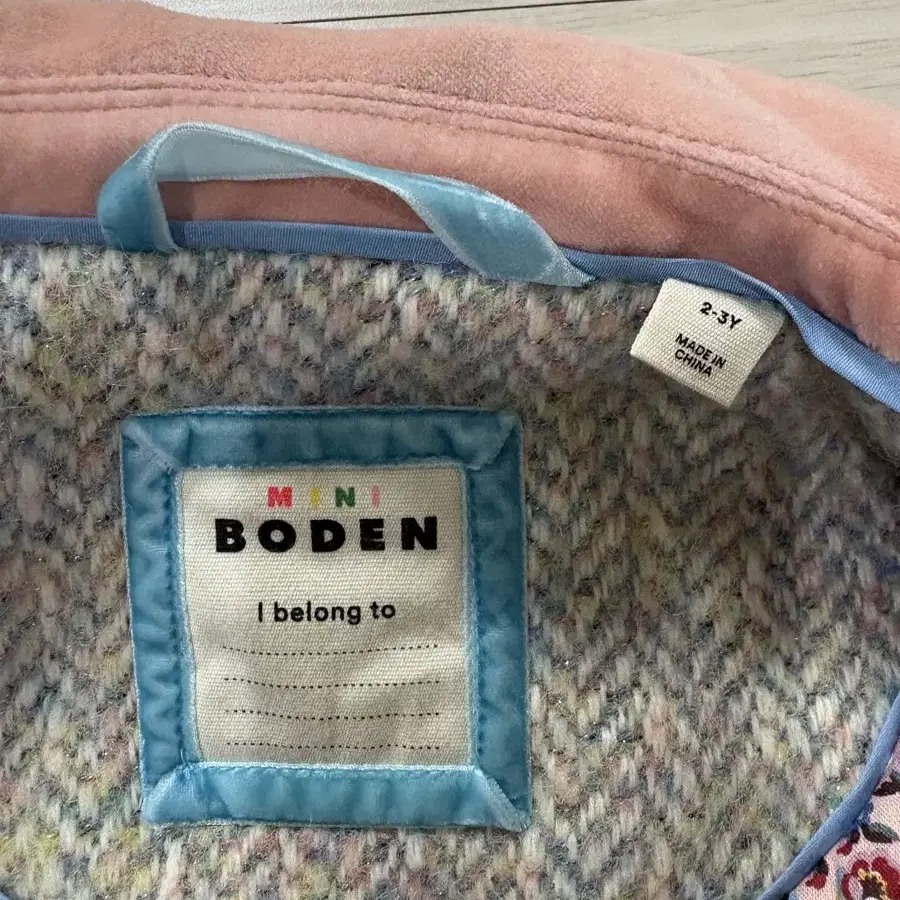 2-3Y
MADE IN
CHINA
MINI
BODEN
I belong to